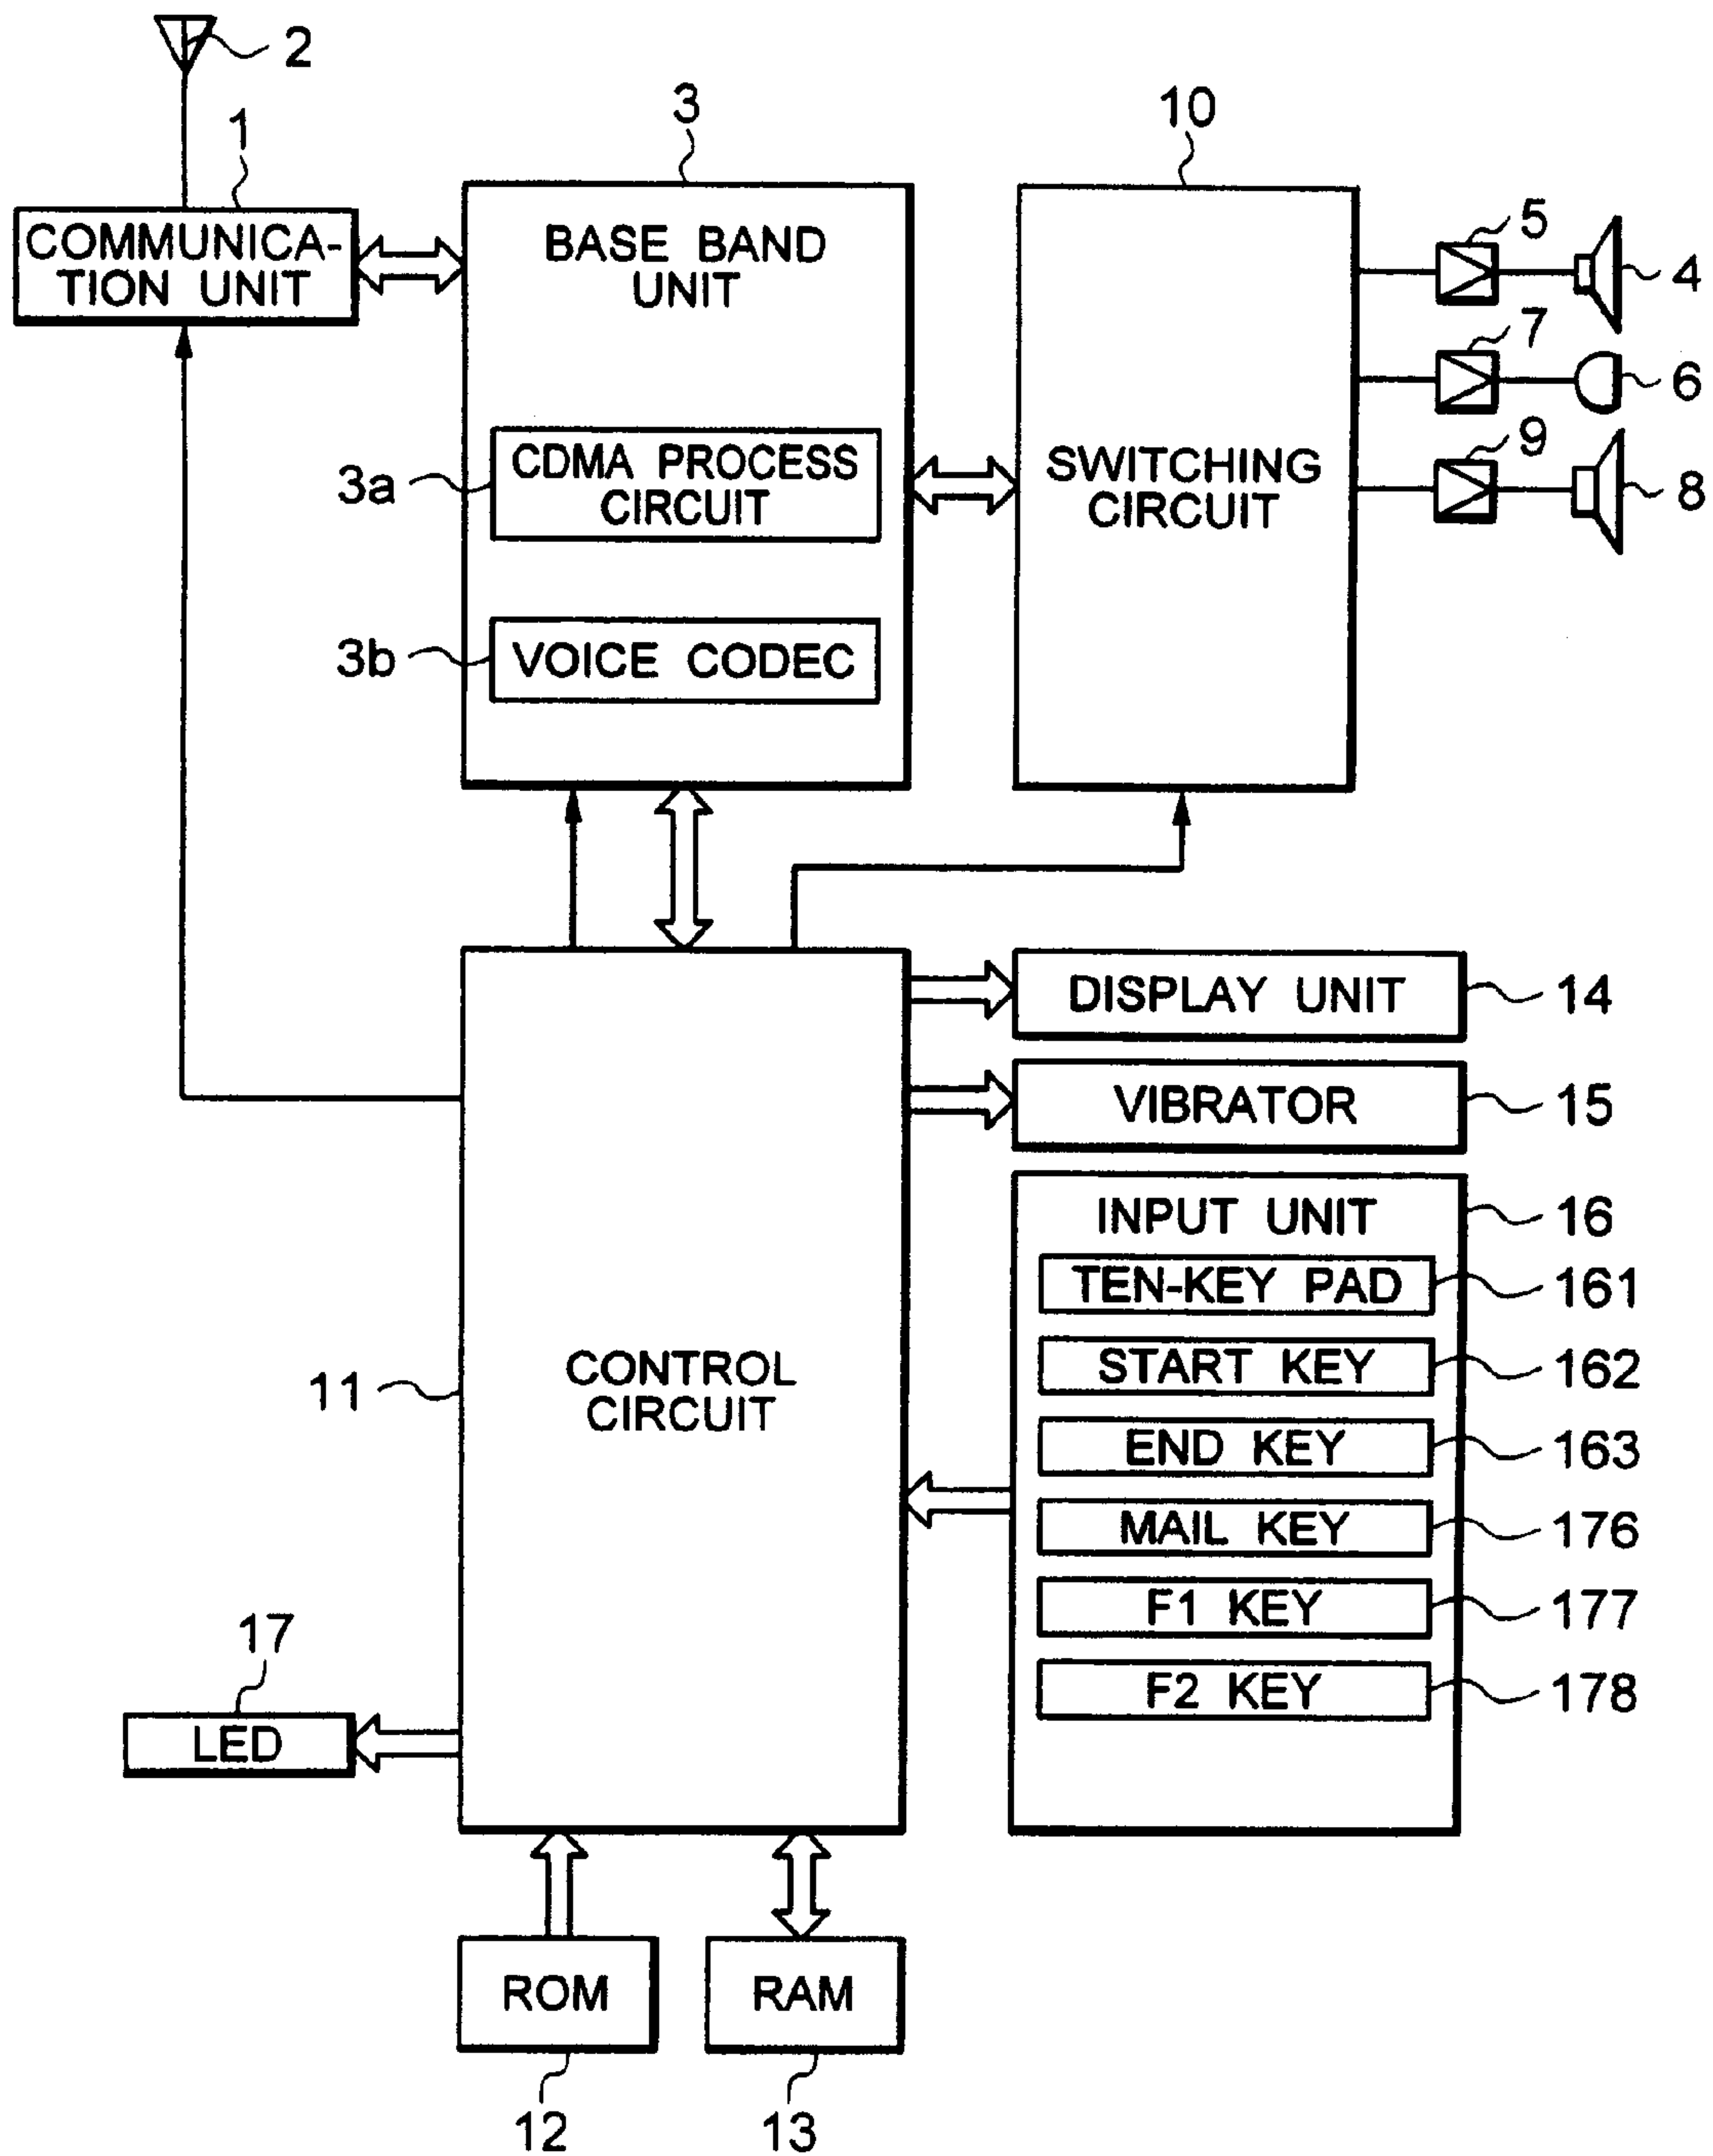 2
1
3
10
COMMUNICA-
TION UNIT
BASE BAND
UNIT
5
4
7
6
9
8
3a
CDMA PROCESS
CIRCUIT
SWITCHING
CIRCUIT
3b
VOICE CODEC
DISPLAY UNIT
14
VIBRATOR
15
INPUT UNIT
16
TEN-KEY PAD
161
11
CONTROL
CIRCUIT
START KEY
162
END KEY
163
MAIL KEY
176
F1 KEY
177
F2 KEY
178
17
LED
ROM
RAM
12
13